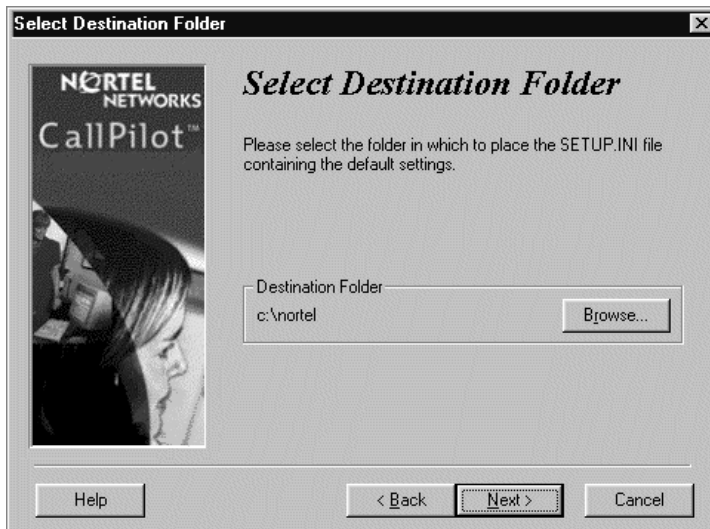 Select Destination Folder
NORTEL
NETWORKS
CallPilot™
Select Destination Folder
Please select the folder in which to place the SETUP.INI file
containing the default settings.
Destination Folder
c:\nortel
Browse...
Help
< Back
Next >
Cancel